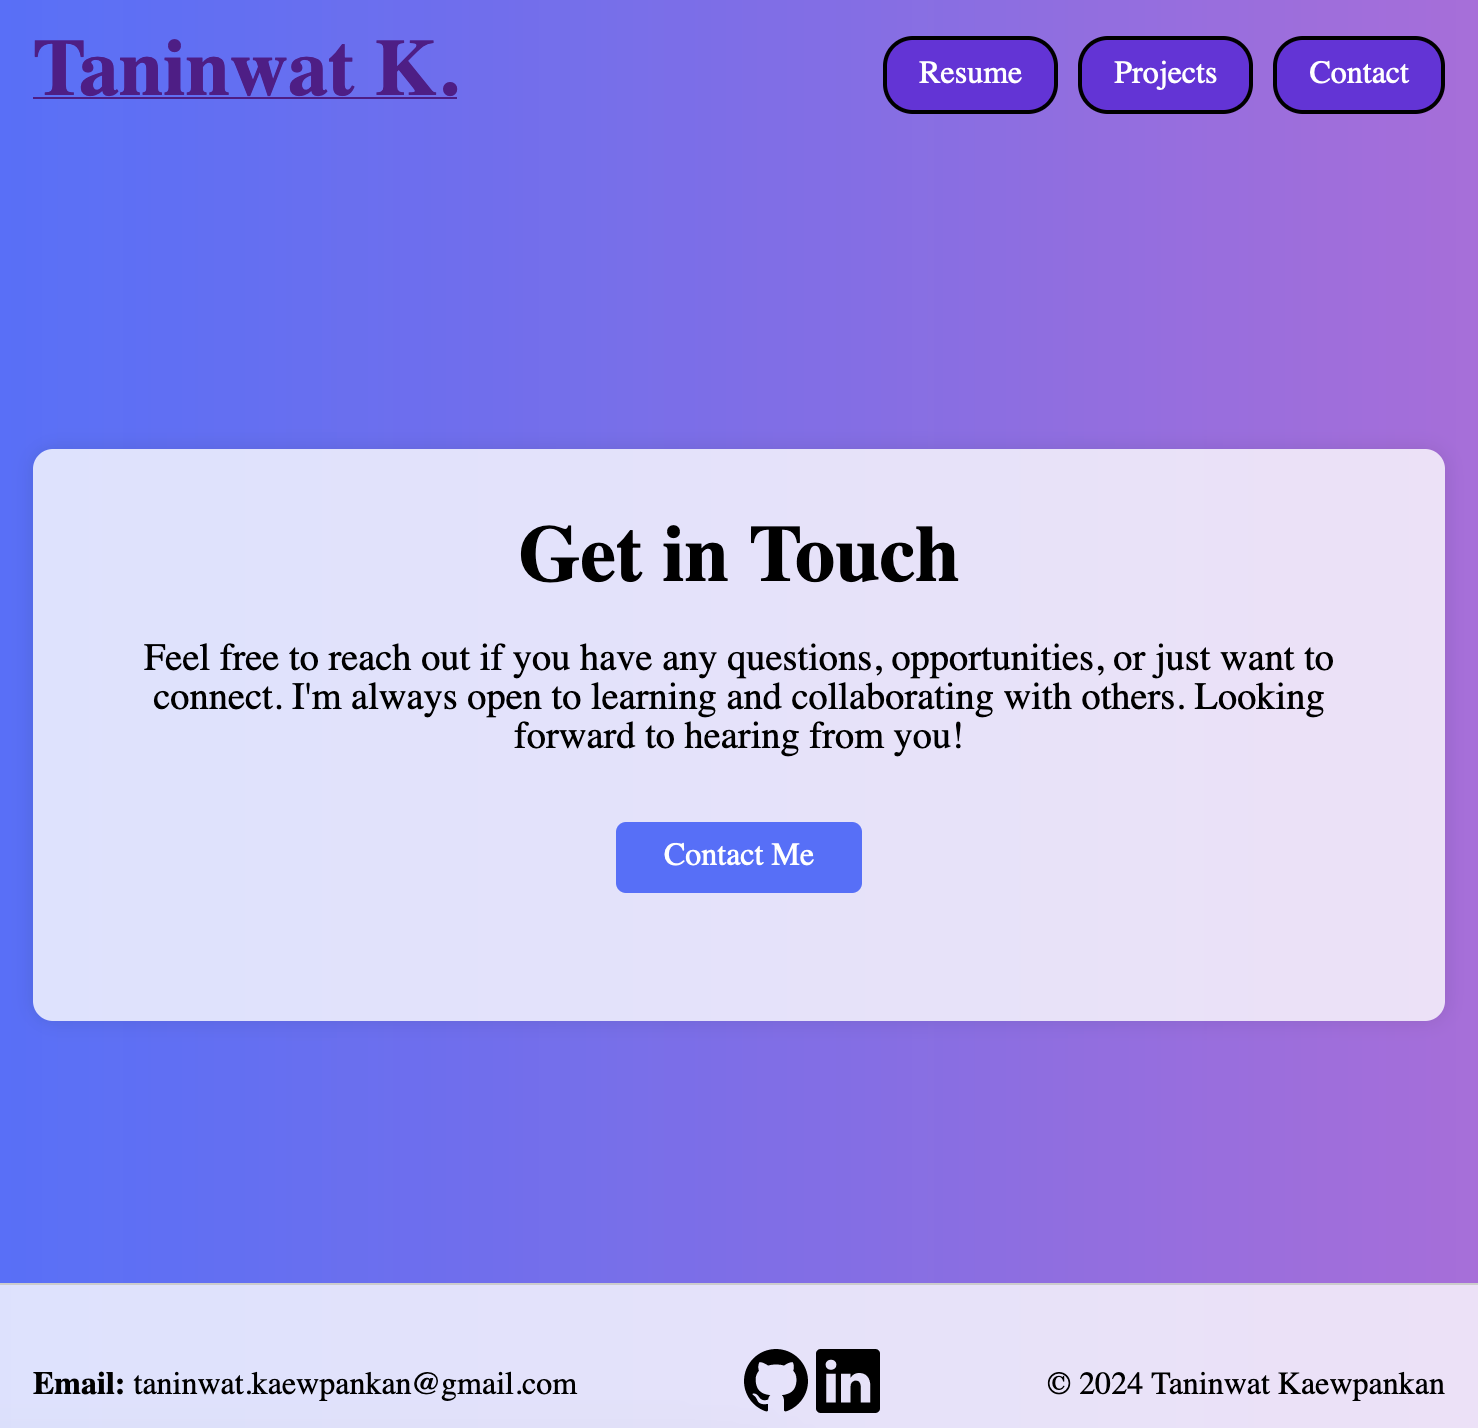 Taninwat K.
Resume
Projects
Contact
Get in Touch
Feel free to reach out if you have any questions, opportunities, or just want to
connect. I'm always open to learning and collaborating with others. Looking
forward to hearing from you!
Contact Me
Email: taninwat.kaewpankan@gmail.com
in
© 2024 Taninwat Kaewpankan